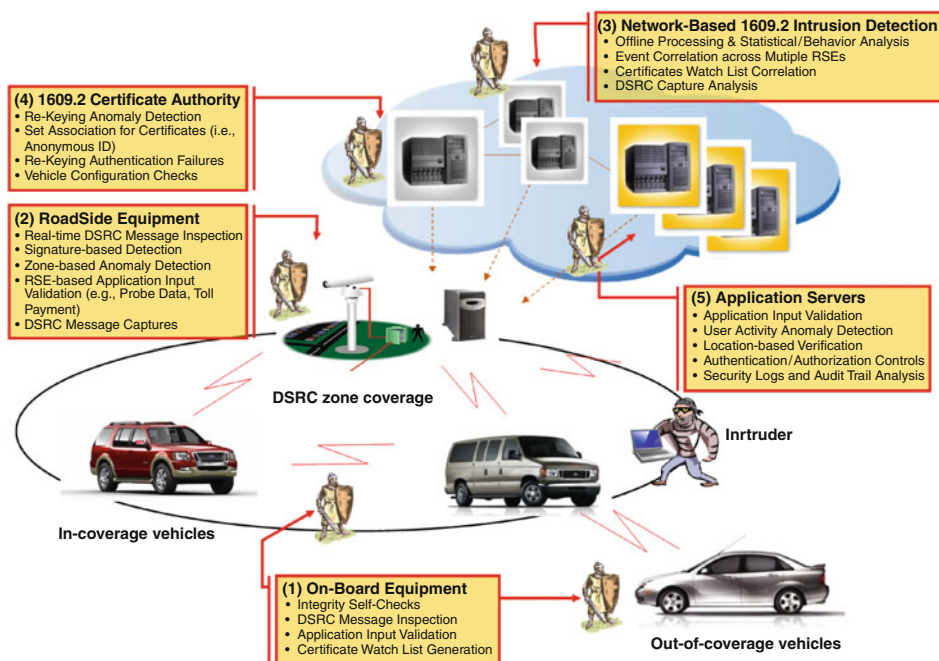 (3) Network-Based 1609.2 Intrusion Detection
• Offline Processing & Statistical/Behavior Analysis
• Event Correlation across Mutiple RSEs
• Certificates Watch List Correlation
• DSRC Capture Analysis
(4) 1609.2 Certificate Authority
• Re-Keying Anomaly Detection
• Set Association for Certificates (i.e.,
Anonymous ID)
• Re-Keying Authentication Failures
• Vehicle Configuration Checks
(2) RoadSide Equipment
• Real-time DSRC Message Inspection
• Signature-based Detection
• Zone-based Anomaly Detection
• RSE-based Application Input
Validation (e.g., Probe Data, Toll
Payment)
• DSRC Message Captures
(5) Application Servers
• Application Input Validation
• User Activity Anomaly Detection
• Location-based Verification
• Authentication/Authorization Controls
• Security Logs and Audit Trail Analysis
DSRC zone coverage
Inrtruder
In-coverage vehicles
(1) On-Board Equipment
• Integrity Self-Checks
• DSRC Message Inspection
• Application Input Validation
• Certificate Watch List Generation
Out-of-coverage vehicles